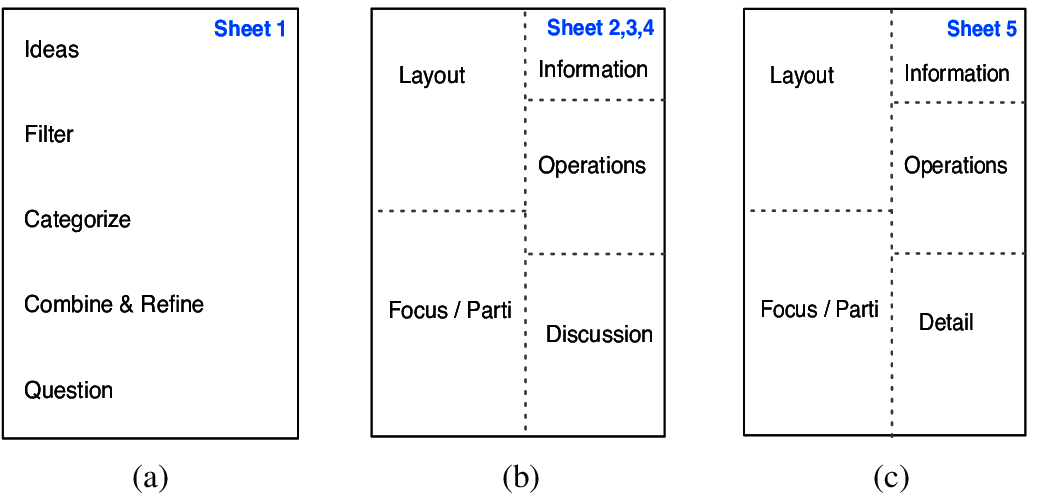 Sheet 1
Ideas
Filter
Categorize
Combine & Refine
Question
(a)
Sheet 2,3,4
Layout
Information
Operations
Focus / Parti
Discussion
(b)
Sheet 5
Layout
Information
Operations
Focus / Parti
Detail
(c)